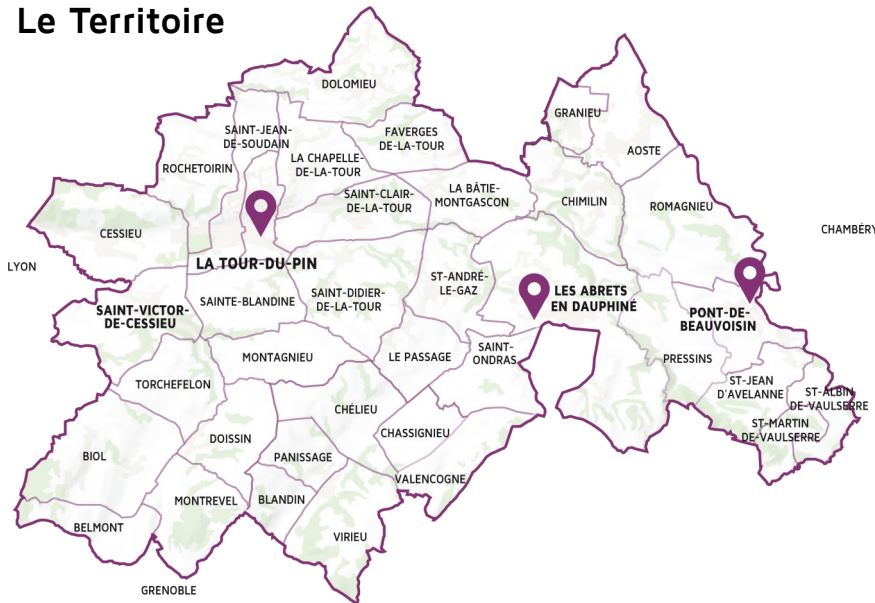 Le Territoire
DOLOMIEU
GRANIEU
SAINT-JEAN-
DE-SOUDAIN
FAVERGES
DE-LA-TOUR
AOSTE
ROCHETOIRIN
LA CHAPELLE-
DE-LA-TOUR
SAINT-CLAIR-
DE-LA-TOUR
LA BÂTIE-
MONTGASCON
CHIMILIN
ROMAGNIEU
CESSIEU
CHAMBÉRY
LYON
LA TOUR-DU-PIN
ST-ANDRÉ-
LE-GAZ
LES ABRETS
EN DAUPHINÉ
SAINT-VICTOR-
DE-CESSIEU
SAINTE-BLANDINE
SAINT-DIDIER-
DE-LA-TOUR
PONT-DE-
BEAUVOISIN
MONTAGNIEU
LE PASSAGE
SAINT-
ONDRAS
PRESSINS
TORCHEFELON
ST-JEAN
D'AVELANNE
ST-ALBIN
DE-VAULSERRE
CHÉLIEU
ST-MARTIN
DE-VAULSERRE
DOISSIN
CHASSIGNIEU
BIOL
PANISSAGE
VALENCOGNE
MONTREVEL
BLANDIN
BELMONT
VIRIEU
GRENOBLE